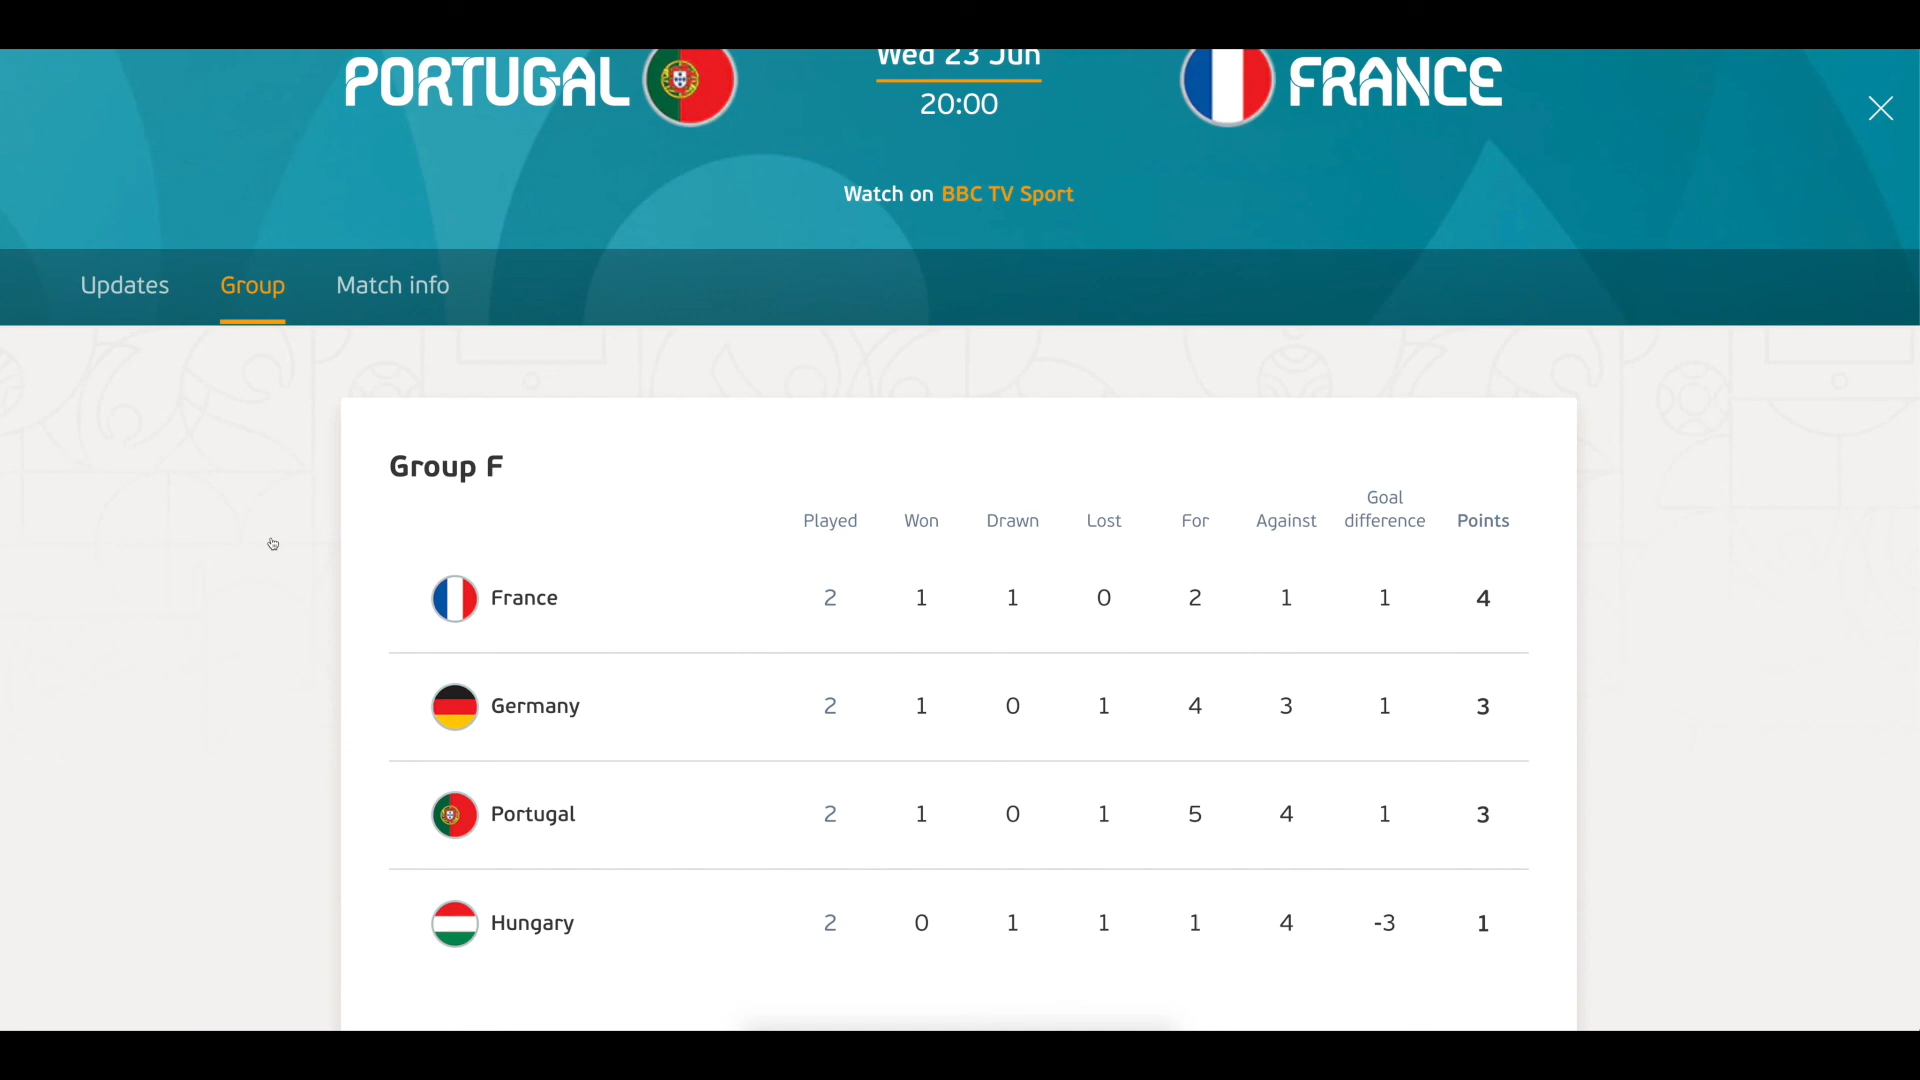 PORTUGAL Wed 23 Jun FRANCE
20:00
Watch on BBC TV Sport
Updates Group Match info
Group F
Played Won Drawn Lost For Against Goal difference Points
France 2 1 1 0 2 1 1 4
Germany 2 1 0 1 4 3 1 3
Portugal 2 1 0 1 5 4 1 3
Hungary 2 0 1 1 1 4 -3 1